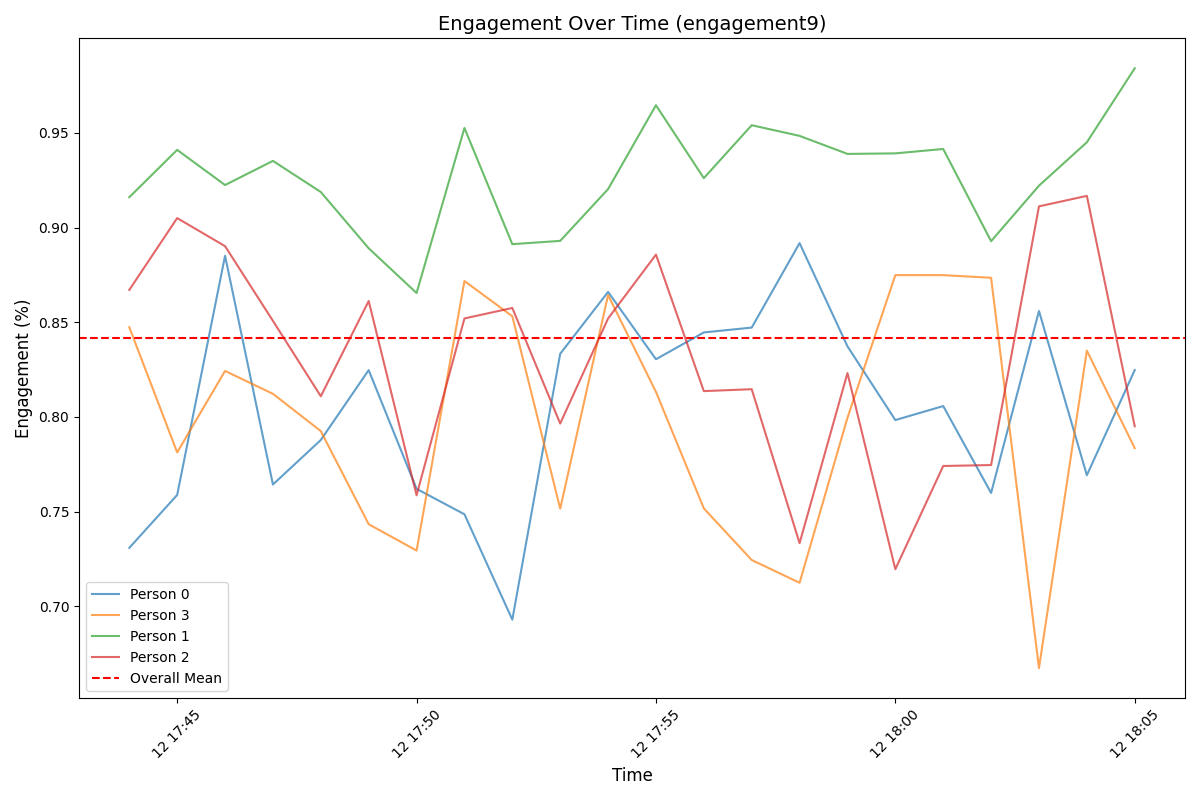 Engagement Over Time (engagement9)
Engagement (%)
0.95
0.90
0.85
0.80
0.75
0.70
Person 0
Person 3
Person 1
Person 2
Overall Mean
12 17:45
12 17:50
12 17:55
12 18:00
12 18:05
Time